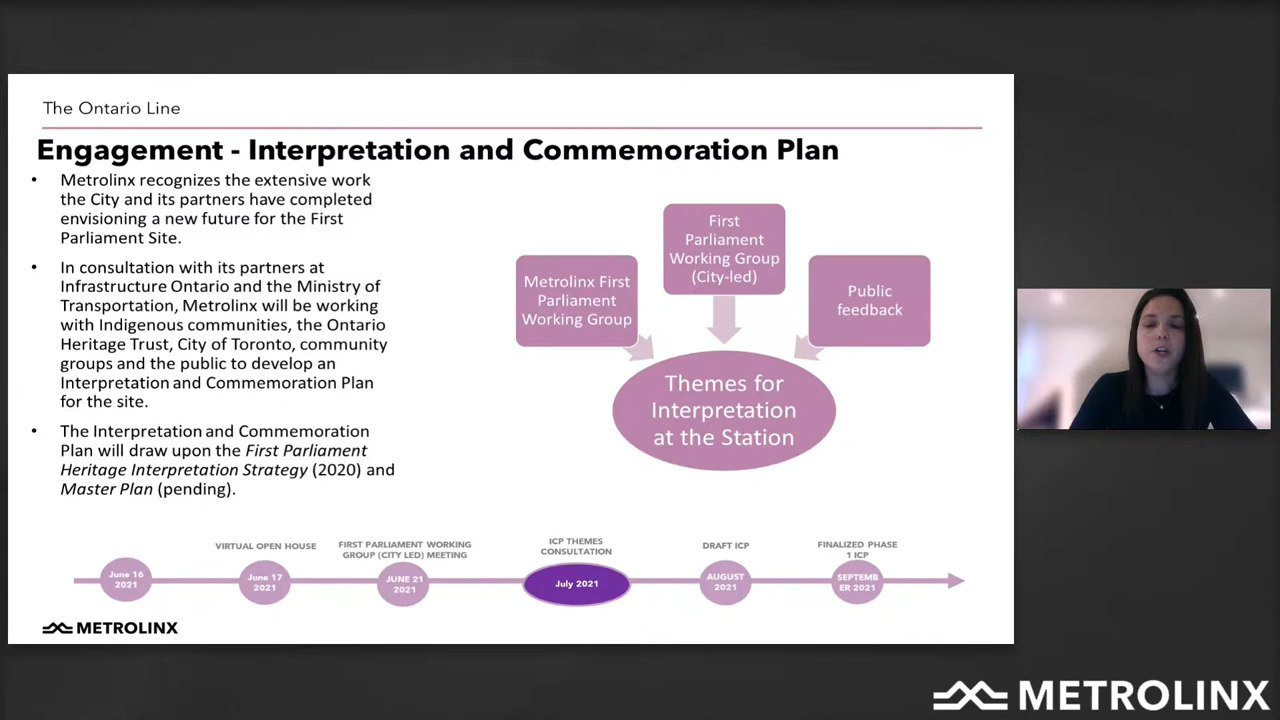 The Ontario Line
Engagement - Interpretation and Commemoration Plan
• Metrolinx recognizes the extensive work
the City and its partners have completed
envisioning a new future for the First
Parliament Site.
• In consultation with its partners at
Infrastructure Ontario and the Ministry of
Transportation, Metrolinx will be working
with Indigenous communities, the Ontario
Heritage Trust, City of Toronto, community
groups and the public to develop an
Interpretation and Commemoration Plan
for the site.
• The Interpretation and Commemoration
Plan will draw upon the First Parliament
Heritage Interpretation Strategy (2020) and
Master Plan (pending).
Metrolinx First
Parliament
Working Group
First
Parliament
Working Group
(City-led)
Public
feedback
Themes for
Interpretation
at the Station
June 16
2021
VIRTUAL OPEN HOUSE
June 17
2021
FIRST PARLIAMENT WORKING
GROUP (CITY LED) MEETING
JUNE 21
2021
ICP THEMES
CONSULTATION
July 2021
DRAFT ICP
AUGUST
2021
FINALIZED PHASE
1 ICP
SEPTEMB
ER 2021
METROLINX
METROLINX